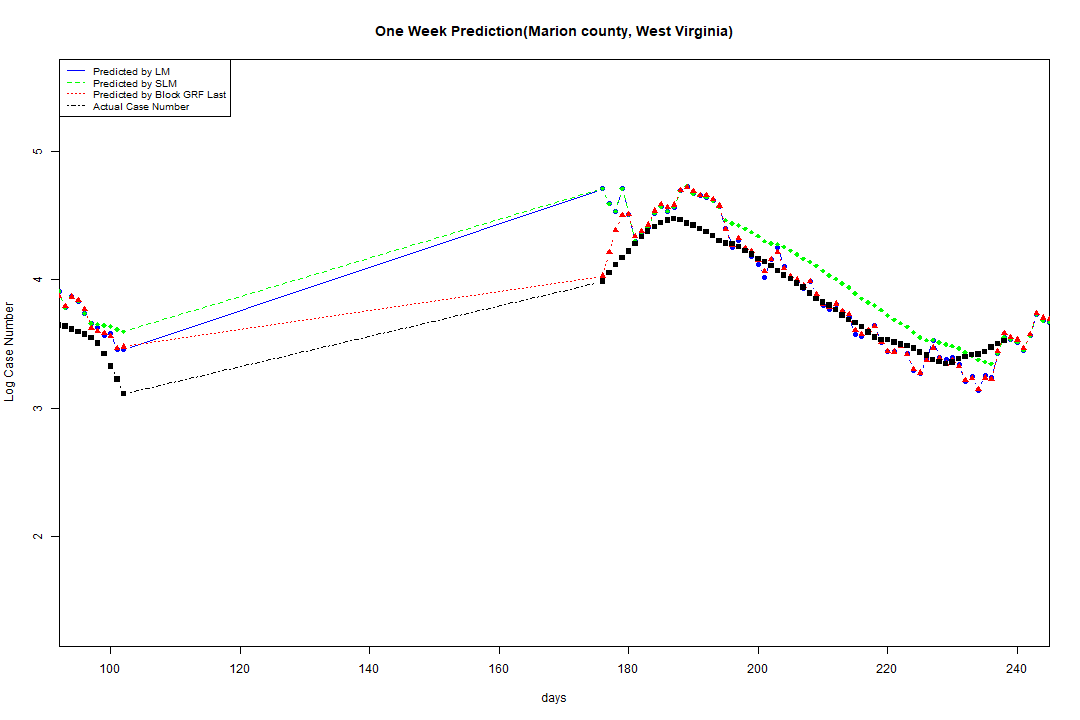 One Week Prediction(Marion county, West Virginia)
Predicted by LM
Predicted by SLM
Predicted by Block GRF Last
Actual Case Number
5
4
3
2
Log Case Number
100 120 140 160 180 200 220 240
days